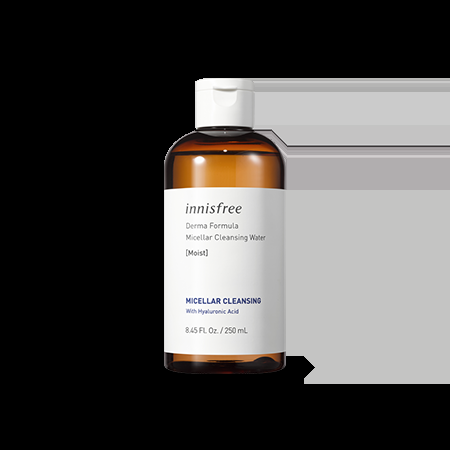 innisfree
Derma Formula
Micellar Cleansing Water
[Moist]
MICELLAR CLEANSING
With Hyaluronic Acid
8.45 FL Oz. / 250 mL